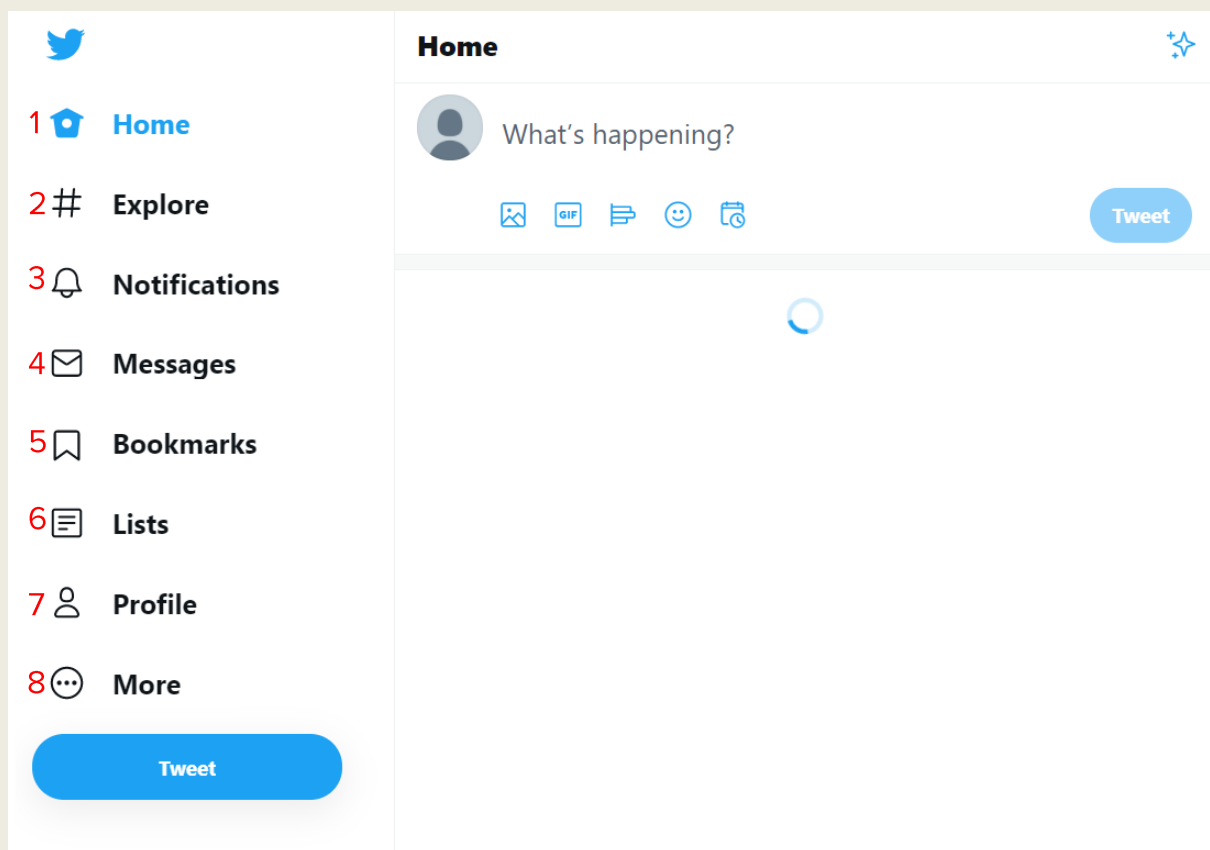 1 Home
2 Explore
3 Notifications
4 Messages
5 Bookmarks
6 Lists
7 Profile
8 More
Tweet
Home
What's happening?
GIF
Tweet